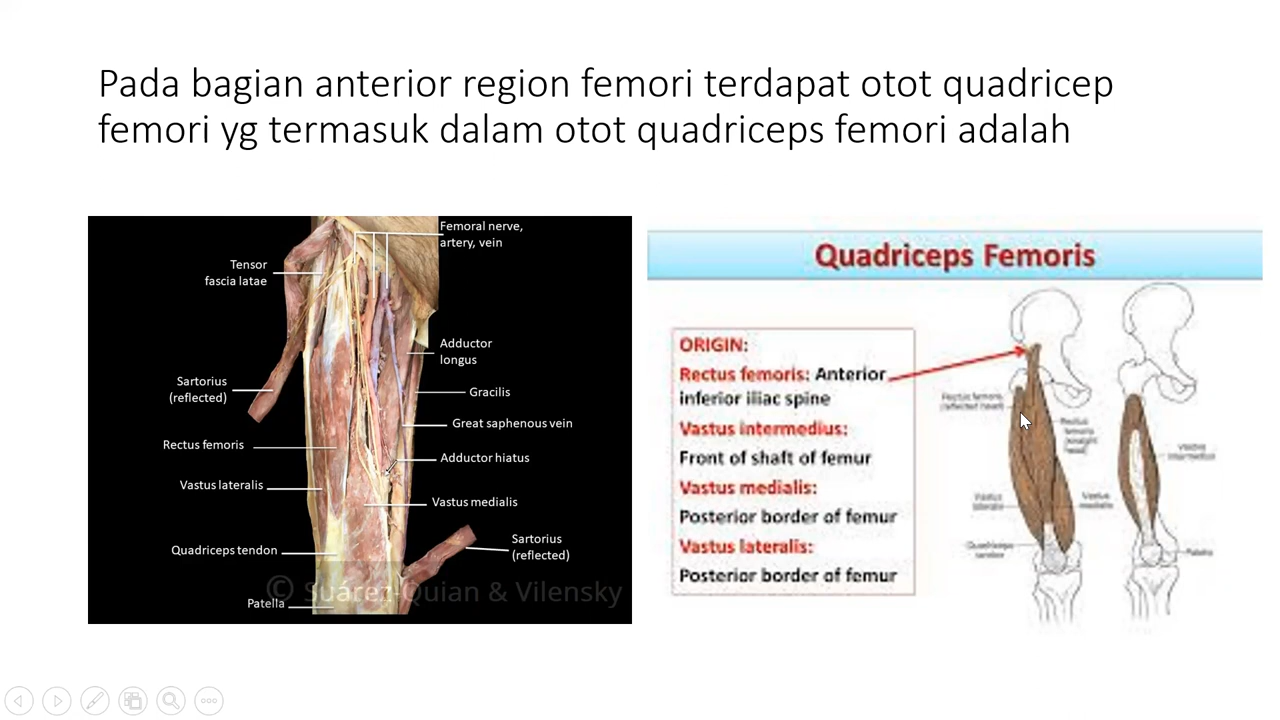 Pada bagian anterior region femori terdapat otot quadricep
femori yg termasuk dalam otot quadriceps femori adalah
Femoral nerve,
artery, vein
Tensor
fascia latae
Adductor
longus
Sartorius
(reflected)
Gracilis
Great saphenous vein
Rectus femoris
Adductor hiatus
Vastus lateralis
Vastus medialis
Quadriceps tendon
Sartorius
(reflected)
Patella
© Suárez-Quian & Vilensky
Quadriceps Femoris
ORIGIN:
Rectus femoris: Anterior
inferior iliac spine
Vastus intermedius:
Front of shaft of femur
Vastus medialis:
Posterior border of femur
Vastus lateralis:
Posterior border of femur
Rectus femoris
(reflected head)
Rectus
femoris
(straight
head)
Vastus
intermedius
Vastus
lateralis
Vastus
medialis
Quadriceps
tendon
Patella